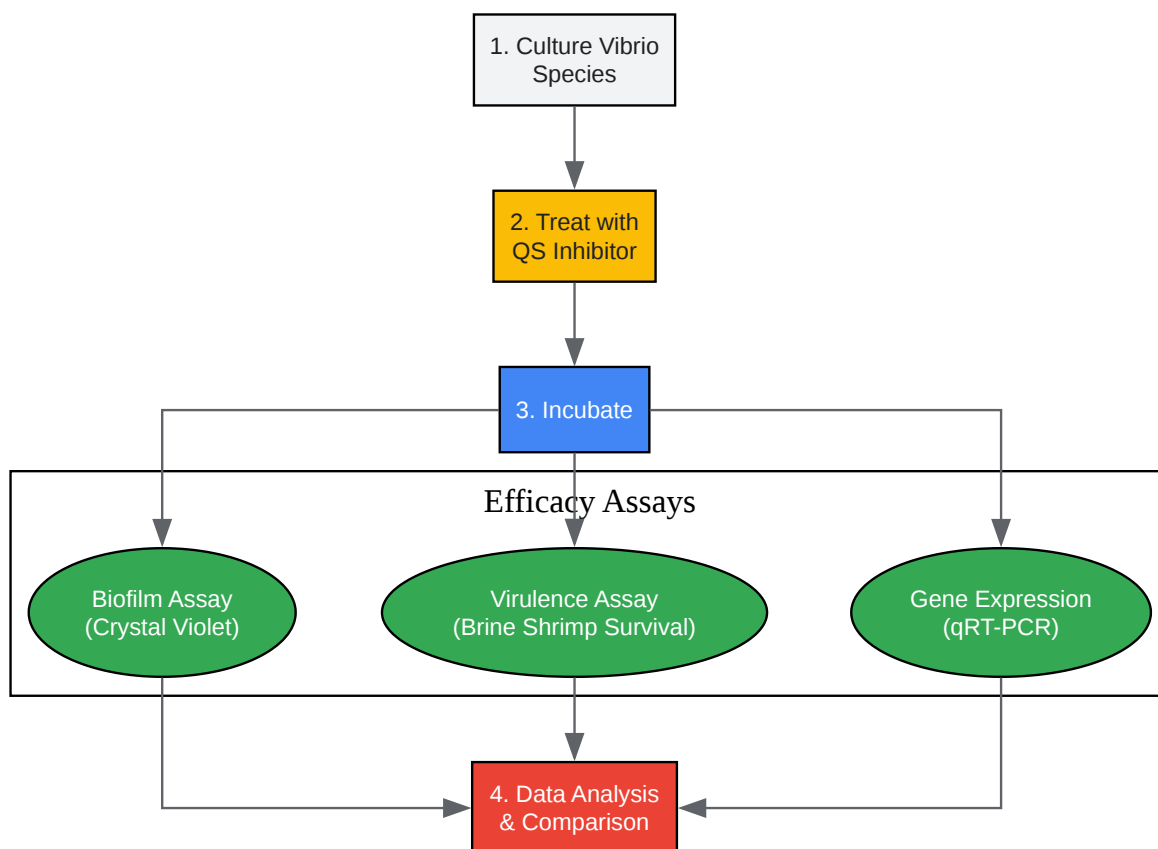 1. Culture Vibrio
Species
2. Treat with
QS Inhibitor
3. Incubate
Efficacy Assays
Biofilm Assay
(Crystal Violet)
Virulence Assay
(Brine Shrimp Survival)
Gene Expression
(qRT-PCR)
4. Data Analysis
& Comparison